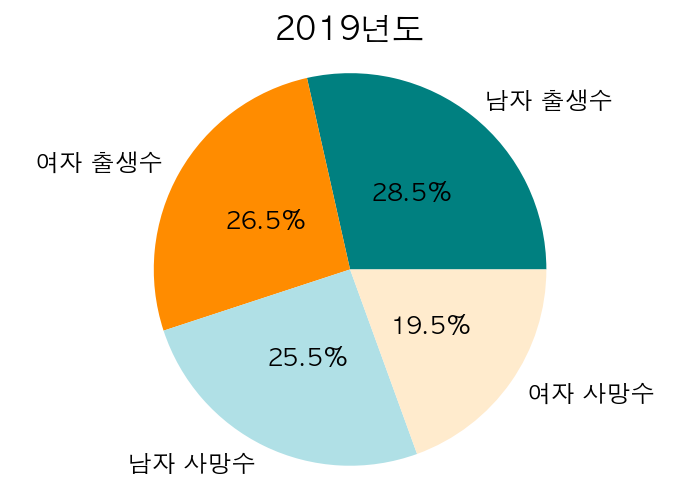 2019년도
남자 출생수
28.5%
여자 출생수
26.5%
남자 사망수
25.5%
여자 사망수
19.5%